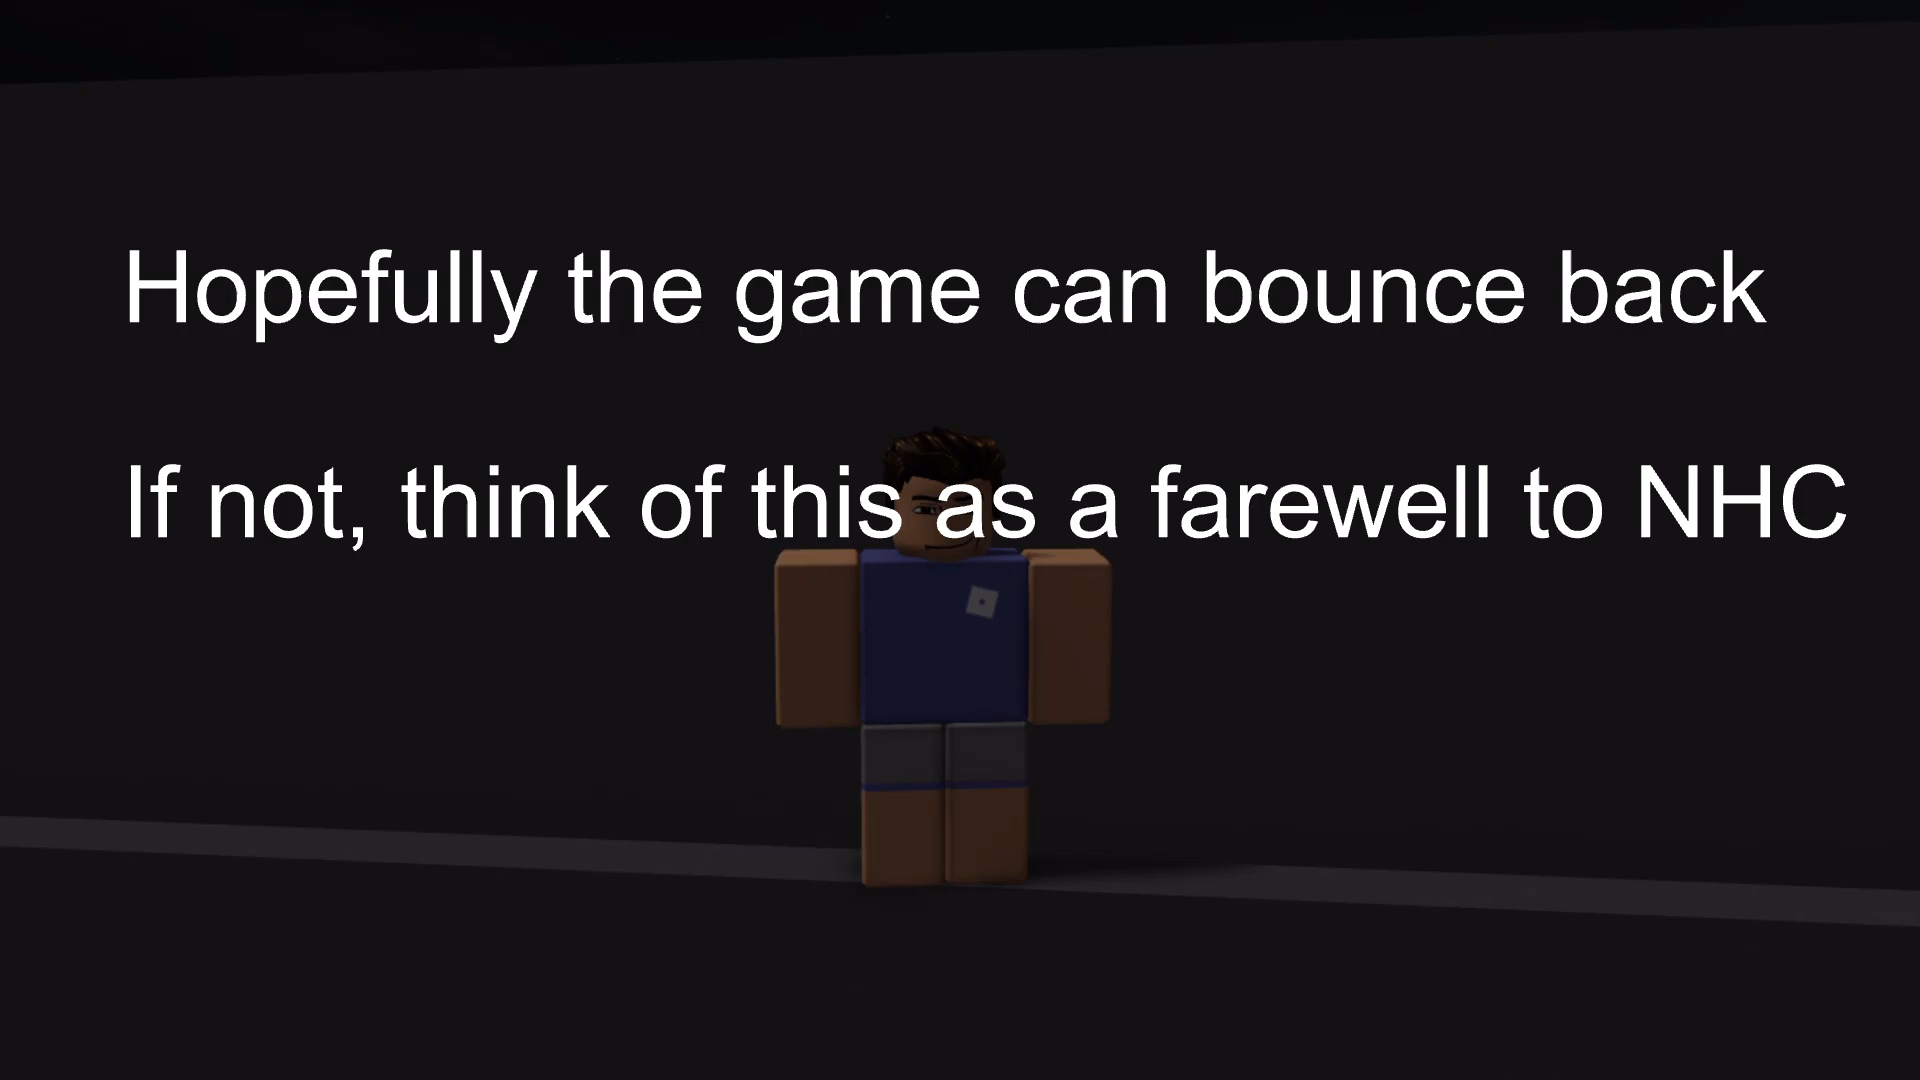 Hopefully the game can bounce back
If not, think of this as a farewell to NHC